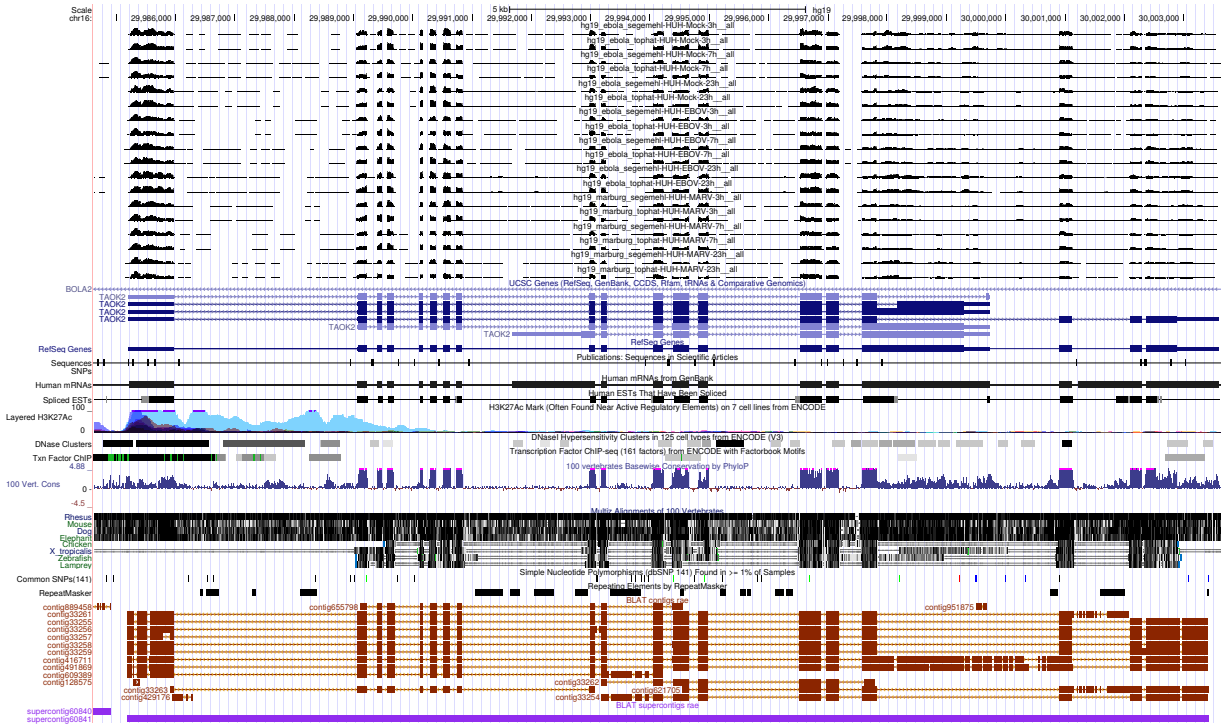 Scale 5 kb hg19
chr16: 29,986,000 29,987,000 29,988,000 29,989,000 29,990,000 29,991,000 29,992,000 29,993,000 29,994,000 29,995,000 29,996,000 29,997,000 29,998,000 29,999,000 30,000,000 30,001,000 30,002,000 30,003,000
hg19_ebola_segemehl-HUH-Mock-3h__all
hg19_ebola_tophat-HUH-Mock-3h__all
hg19_ebola_segemehl-HUH-Mock-7h__all
hg19_ebola_tophat-HUH-Mock-7h__all
hg19_ebola_segemehl-HUH-Mock-23h__all
hg19_ebola_tophat-HUH-Mock-23h__all
hg19_ebola_segemehl-HUH-EBOV-3h__all
hg19_ebola_tophat-HUH-EBOV-3h__all
hg19_ebola_segemehl-HUH-EBOV-7h__all
hg19_ebola_tophat-HUH-EBOV-7h__all
hg19_ebola_segemehl-HUH-EBOV-23h__all
hg19_ebola_tophat-HUH-EBOV-23h__all
hg19_marburg_segemehl-HUH-MARV-3h__all
hg19_marburg_tophat-HUH-MARV-3h__all
hg19_marburg_segemehl-HUH-MARV-7h__all
hg19_marburg_tophat-HUH-MARV-7h__all
hg19_marburg_segemehl-HUH-MARV-23h__all
hg19_marburg_tophat-HUH-MARV-23h__all
UCSC Genes (RefSeq, GenBank, CCDS, Rfam, tRNAs & Comparative Genomics)
BOLA2
TAOK2
TAOK2
TAOK2
TAOK2
TAOK2
TAOK2
RefSeq Genes
RefSeq Genes
Publications: Sequences in Scientific Articles
Sequences
SNPs
Human mRNAs from GenBank
Human mRNAs
Human ESTs That Have Been Spliced
Spliced ESTs
H3K27Ac Mark (Often Found Near Active Regulatory Elements) on 7 cell lines from ENCODE
100
Layered H3K27Ac
0
DNaseI Hypersensitivity Clusters in 125 cell types from ENCODE (V3)
DNase Clusters
Transcription Factor ChIP-seq (161 factors) from ENCODE with Factorbook Motifs
Txn Factor ChIP
100 vertebrates Basewise Conservation by PhyloP
4.88
100 Vert. Cons
0
-4.5
Multiz Alignments of 100 Vertebrates
Rhesus
Mouse
Dog
Elephant
Chicken
X_tropicalis
Zebrafish
Lamprey
Simple Nucleotide Polymorphisms (dbSNP 141) Found in >= 1% of Samples
Common SNPs(141)
Repeating Elements by RepeatMasker
RepeatMasker
BLAT contigs rae
contig889458 contig655798 contig951875
contig33261
contig33255
contig33256
contig33257
contig33258
contig33259
contig416711
contig491869
contig609389
contig128575 contig33262
contig33263 contig621705
contig429176 contig33254
BLAT supercontigs rae
supercontig60840
supercontig60841